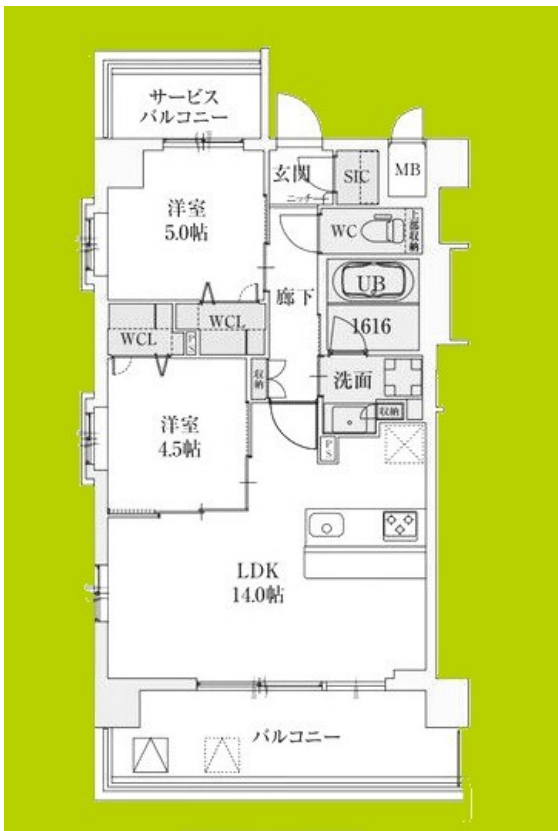 サービス
バルコニー
玄関
SIC
MB
ニッチ
洋室
5.0帖
WC
上部収納
UB
廊下
1616
WCL
WCL
PS
収納
洗面
収納
洋室
4.5帖
PS
LDK
14.0帖
バルコニー